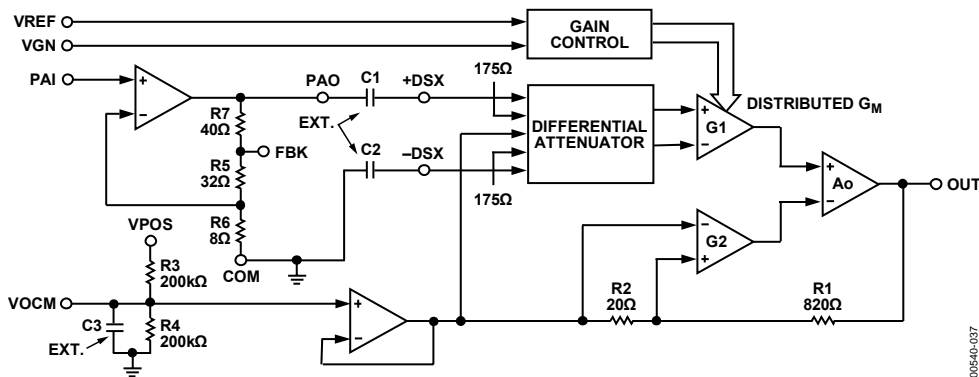 VREF
VGN
GAIN
CONTROL
PAI
+
−
PAO
C1
+DSX
175Ω
DISTRIBUTED GM
R7
40Ω
EXT.
FBK
DIFFERENTIAL
ATTENUATOR
+
G1
−
C2
−DSX
R5
32Ω
175Ω
+
Ao
−
OUT
VPOS
R6
8Ω
COM
−
G2
+
R3
200kΩ
VOCM
C3
EXT.
R4
200kΩ
+
−
R2
20Ω
R1
820Ω
00540-037